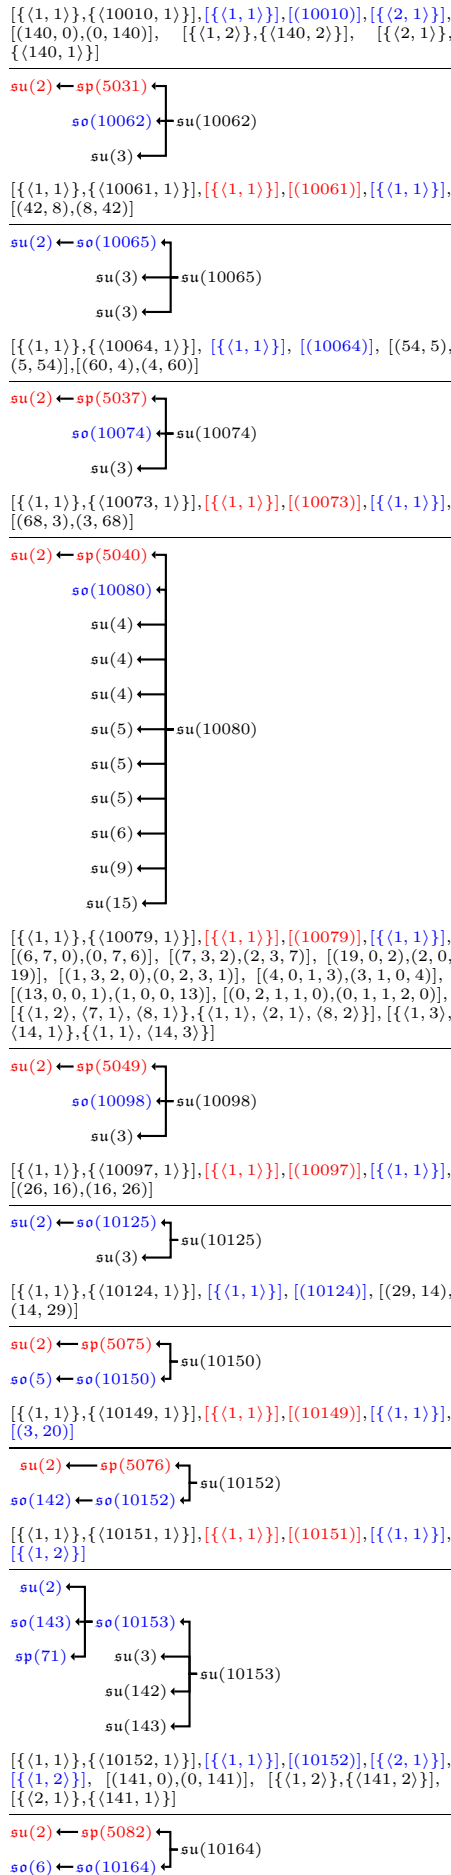 [{⟨1, 1⟩},{⟨10010, 1⟩}],[{⟨1, 1⟩}],[(10010)],[{⟨2, 1⟩}],
[(140, 0),(0, 140)], [{⟨1, 2⟩},{⟨140, 2⟩}], [{⟨2, 1⟩},
{⟨140, 1⟩}]
𝔰𝔲(2) 𝔰𝔭(5031)
𝔰𝔬(10062) 𝔰𝔲(10062)
𝔰𝔲(3)
[{⟨1, 1⟩},{⟨10061, 1⟩}],[{⟨1, 1⟩}],[(10061)],[{⟨1, 1⟩}],
[(42, 8),(8, 42)]
𝔰𝔲(2) 𝔰𝔬(10065)
𝔰𝔲(3) 𝔰𝔲(10065)
𝔰𝔲(3)
[{⟨1, 1⟩},{⟨10064, 1⟩}], [{⟨1, 1⟩}], [(10064)], [(54, 5),
(5, 54)],[(60, 4),(4, 60)]
𝔰𝔲(2) 𝔰𝔭(5037)
𝔰𝔬(10074) 𝔰𝔲(10074)
𝔰𝔲(3)
[{⟨1, 1⟩},{⟨10073, 1⟩}],[{⟨1, 1⟩}],[(10073)],[{⟨1, 1⟩}],
[(68, 3),(3, 68)]
𝔰𝔲(2) 𝔰𝔭(5040)
𝔰𝔬(10080)
𝔰𝔲(4)
𝔰𝔲(4)
𝔰𝔲(4)
𝔰𝔲(5) 𝔰𝔲(10080)
𝔰𝔲(5)
𝔰𝔲(5)
𝔰𝔲(6)
𝔰𝔲(9)
𝔰𝔲(15)
[{⟨1, 1⟩},{⟨10079, 1⟩}],[{⟨1, 1⟩}],[(10079)],[{⟨1, 1⟩}],
[(6, 7, 0),(0, 7, 6)], [(7, 3, 2),(2, 3, 7)], [(19, 0, 2),(2, 0,
19)], [(1, 3, 2, 0),(0, 2, 3, 1)], [(4, 0, 1, 3),(3, 1, 0, 4)],
[(13, 0, 0, 1),(1, 0, 0, 13)], [(0, 2, 1, 1, 0),(0, 1, 1, 2, 0)],
[{⟨1, 2⟩, ⟨7, 1⟩, ⟨8, 1⟩},{⟨1, 1⟩, ⟨2, 1⟩, ⟨8, 2⟩}], [{⟨1, 3⟩,
⟨14, 1⟩},{⟨1, 1⟩, ⟨14, 3⟩}]
𝔰𝔲(2) 𝔰𝔭(5049)
𝔰𝔬(10098) 𝔰𝔲(10098)
𝔰𝔲(3)
[{⟨1, 1⟩},{⟨10097, 1⟩}],[{⟨1, 1⟩}],[(10097)],[{⟨1, 1⟩}],
[(26, 16),(16, 26)]
𝔰𝔲(2) 𝔰𝔬(10125)
𝔰𝔲(10125)
𝔰𝔲(3)
[{⟨1, 1⟩},{⟨10124, 1⟩}], [{⟨1, 1⟩}], [(10124)], [(29, 14),
(14, 29)]
𝔰𝔲(2) 𝔰𝔭(5075)
𝔰𝔲(10150)
𝔰𝔬(5) 𝔰𝔬(10150)
[{⟨1, 1⟩},{⟨10149, 1⟩}],[{⟨1, 1⟩}],[(10149)],[{⟨1, 1⟩}],
[(3, 20)]
𝔰𝔲(2) 𝔰𝔭(5076)
𝔰𝔲(10152)
𝔰𝔬(142) 𝔰𝔬(10152)
[{⟨1, 1⟩},{⟨10151, 1⟩}],[{⟨1, 1⟩}],[(10151)],[{⟨1, 1⟩}],
[{⟨1, 2⟩}]
𝔰𝔲(2)
𝔰𝔬(143) 𝔰𝔬(10153)
𝔰𝔭(71) 𝔰𝔲(3)
𝔰𝔲(10153)
𝔰𝔲(142)
𝔰𝔲(143)
[{⟨1, 1⟩},{⟨10152, 1⟩}],[{⟨1, 1⟩}],[(10152)],[{⟨2, 1⟩}],
[{⟨1, 2⟩}], [(141, 0),(0, 141)], [{⟨1, 2⟩},{⟨141, 2⟩}],
[{⟨2, 1⟩},{⟨141, 1⟩}]
𝔰𝔲(2) 𝔰𝔭(5082)
𝔰𝔲(10164)
𝔰𝔬(6) 𝔰𝔬(10164)